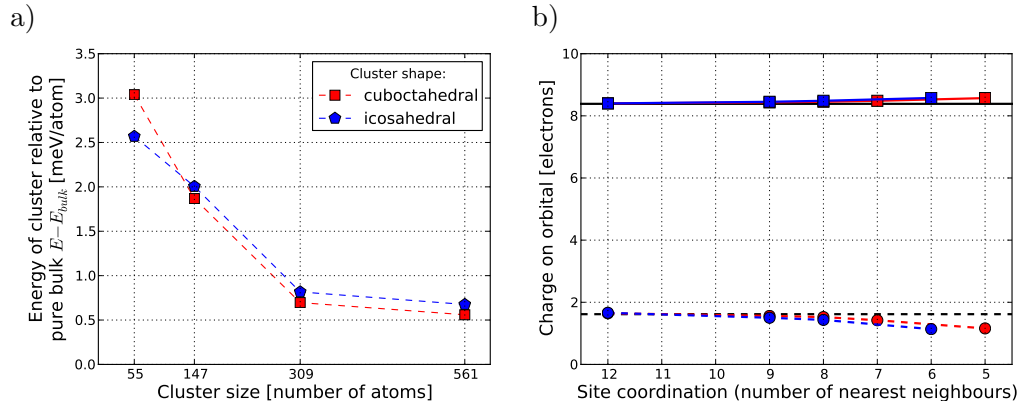 a)
Energy of cluster relative to
pure bulk E−E_bulk [meV/atom]
3.5
3.0
2.5
2.0
1.5
1.0
0.5
0.0
Cluster shape:
cuboctahedral
icosahedral
55 147 309 561
Cluster size [number of atoms]
b)
Charge on orbital [electrons]
10
8
6
4
2
0
12 11 10 9 8 7 6 5
Site coordination (number of nearest neighbours)